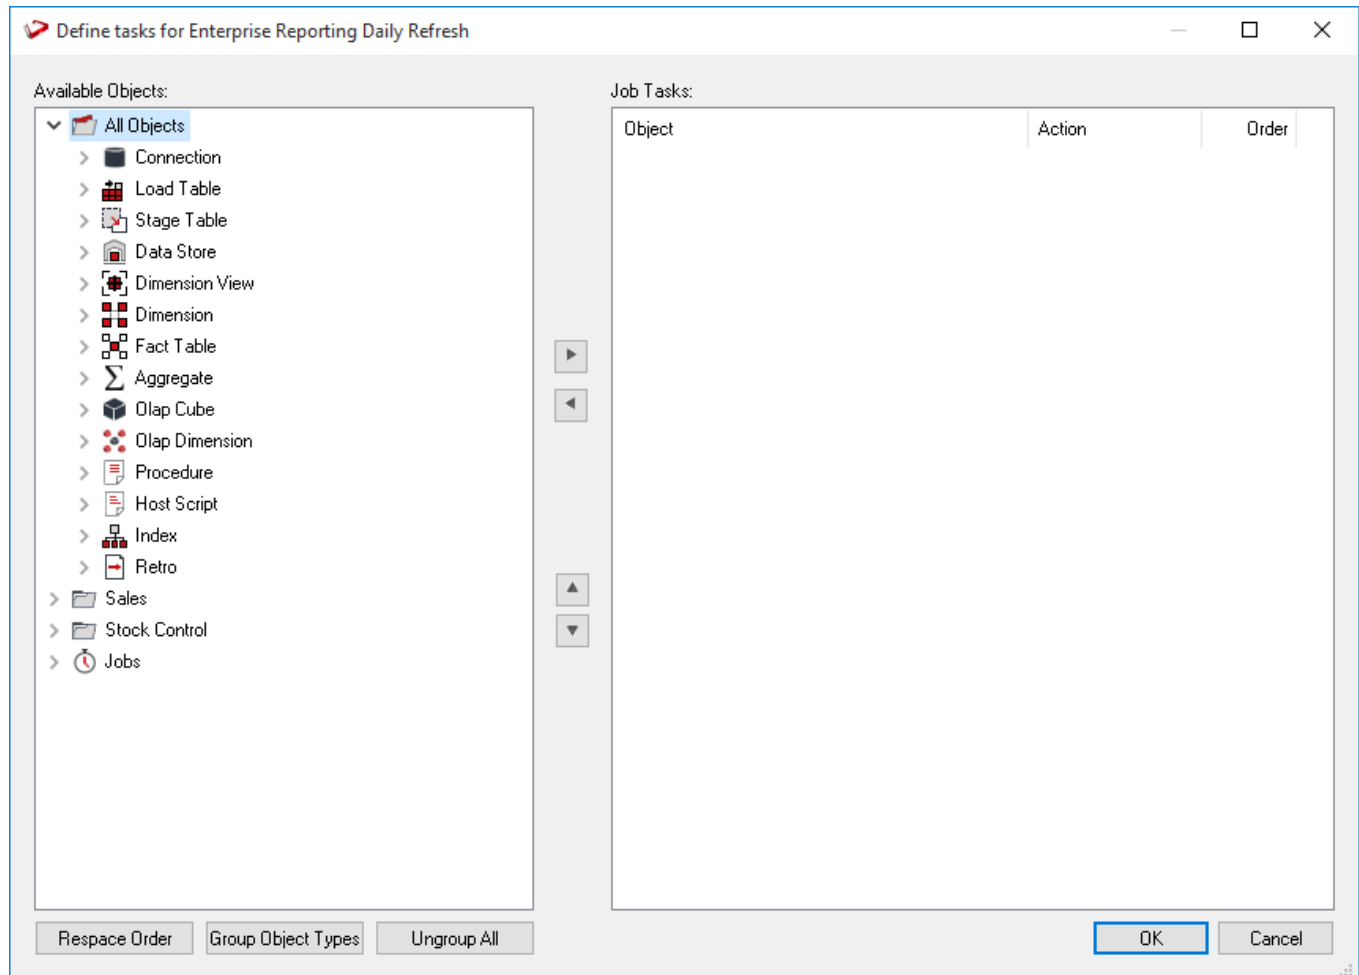 Define tasks for Enterprise Reporting Daily Refresh
Available Objects:
All Objects
Connection
Load Table
Stage Table
Data Store
Dimension View
Dimension
Fact Table
Aggregate
Olap Cube
Olap Dimension
Procedure
Host Script
Index
Retro
Sales
Stock Control
Jobs
Job Tasks:
Object Action Order
Respace Order Group Object Types Ungroup All OK Cancel